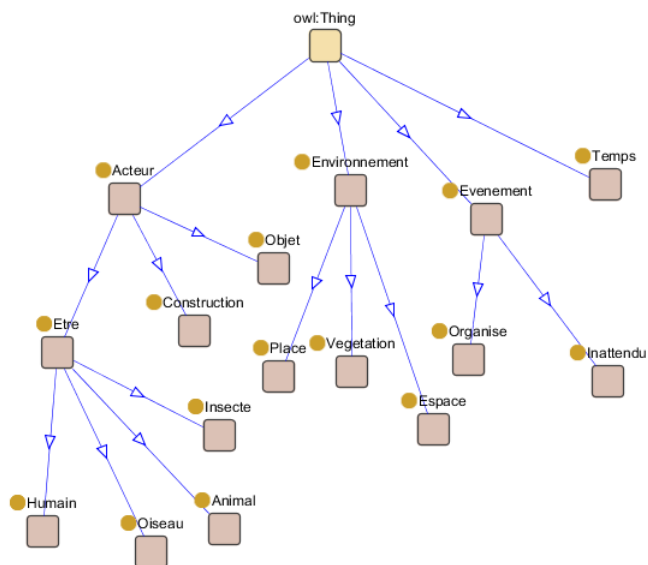 owl:Thing
Temps
Acteur
Environnement
Evenement
Objet
Construction
Etre
Place
Vegetation
Organise
Inattendu
Insecte
Espace
Humain
Oiseau
Animal